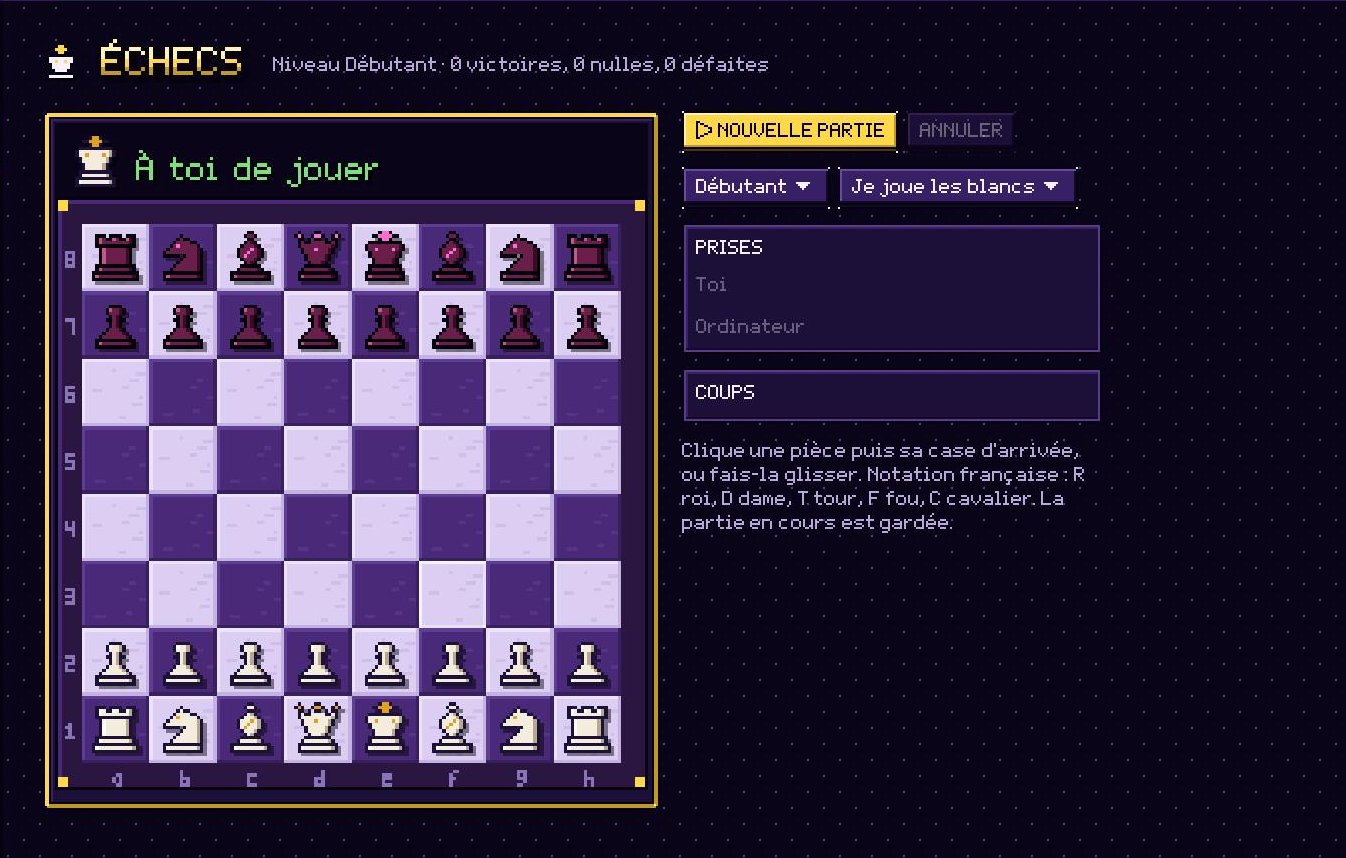 ÉCHECS
Niveau Débutant · 0 victoires, 0 nulles, 0 défaites
À toi de jouer
8
7
6
5
4
3
2
1
a b c d e f g h
NOUVELLE PARTIE
ANNULER
Débutant
Je joue les blancs
PRISES
Toi
Ordinateur
COUPS
Clique une pièce puis sa case d'arrivée,
ou fais-la glisser. Notation française : R
roi, D dame, T tour, F fou, C cavalier. La
partie en cours est gardée.